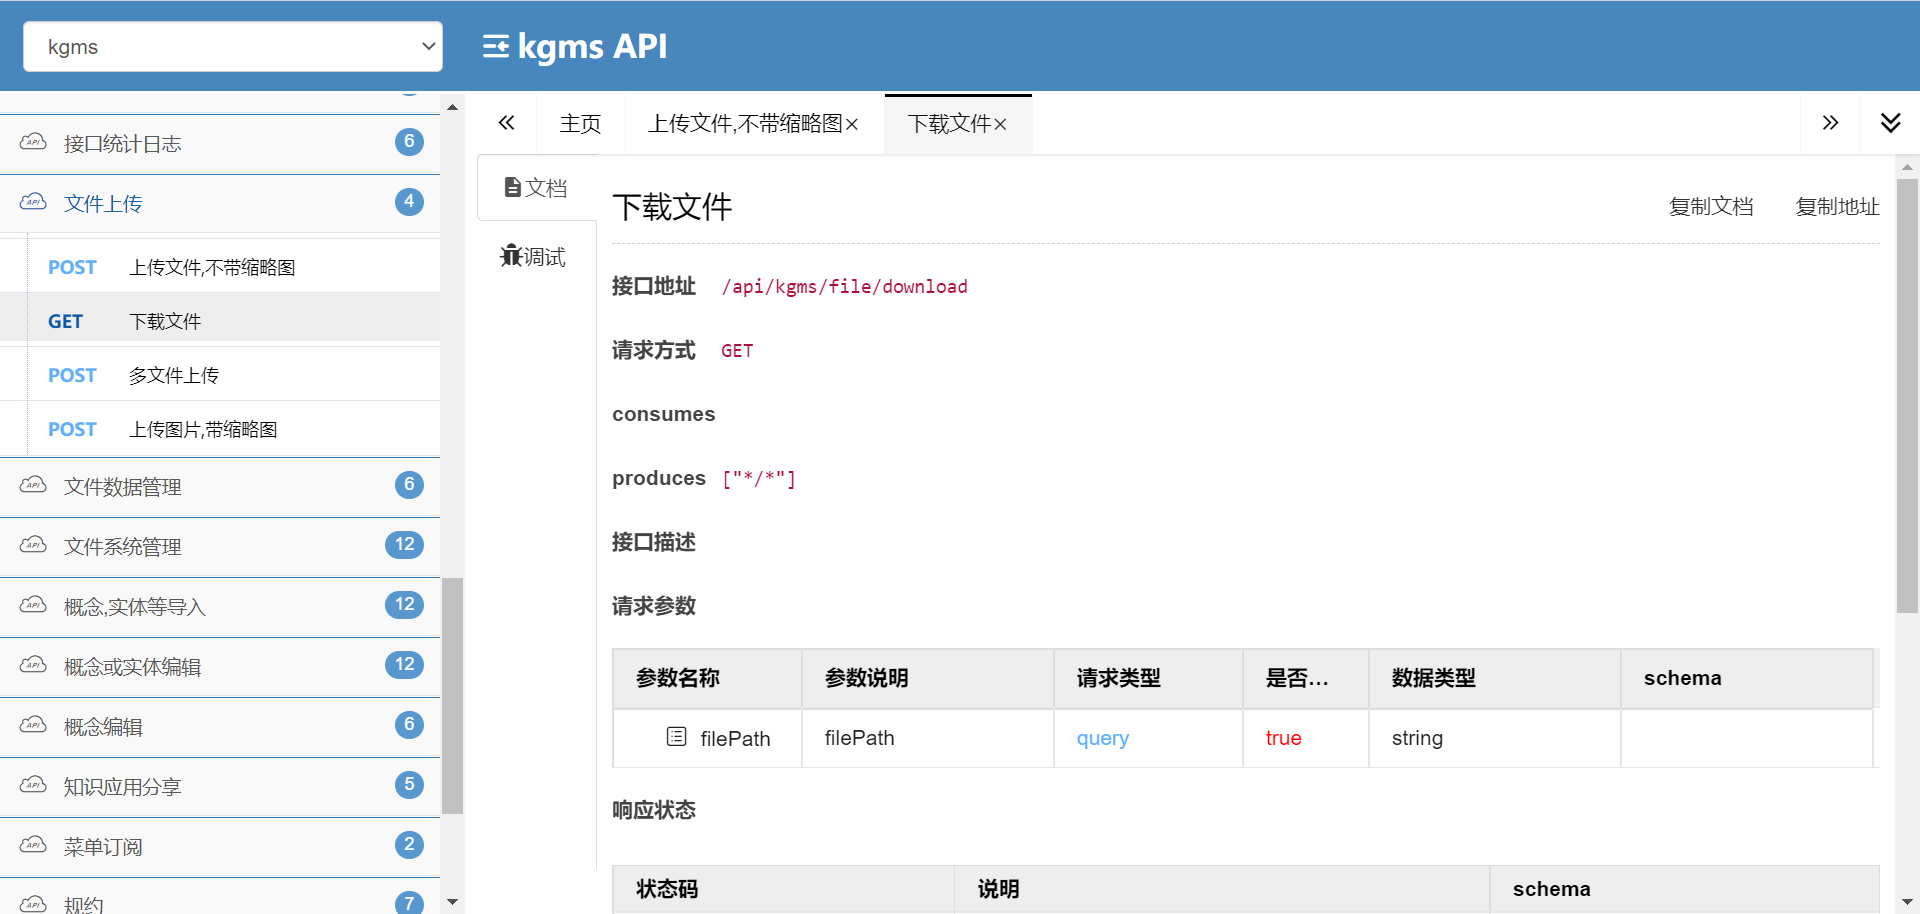 kgms
kgms API
接口统计日志
6
文件上传
4
POST 上传文件,不带缩略图
GET 下载文件
POST 多文件上传
POST 上传图片,带缩略图
文件数据管理
6
文件系统管理
12
概念,实体等导入
12
概念或实体编辑
12
概念编辑
6
知识应用分享
5
菜单订阅
2
规约
7
主页
上传文件,不带缩略图×
下载文件×
文档
调试
下载文件
复制文档
复制地址
接口地址 /api/kgms/file/download
请求方式 GET
consumes
produces ["*/*"]
接口描述
请求参数
参数名称 参数说明 请求类型 是否... 数据类型 schema
filePath filePath query true string
响应状态
状态码 说明 schema